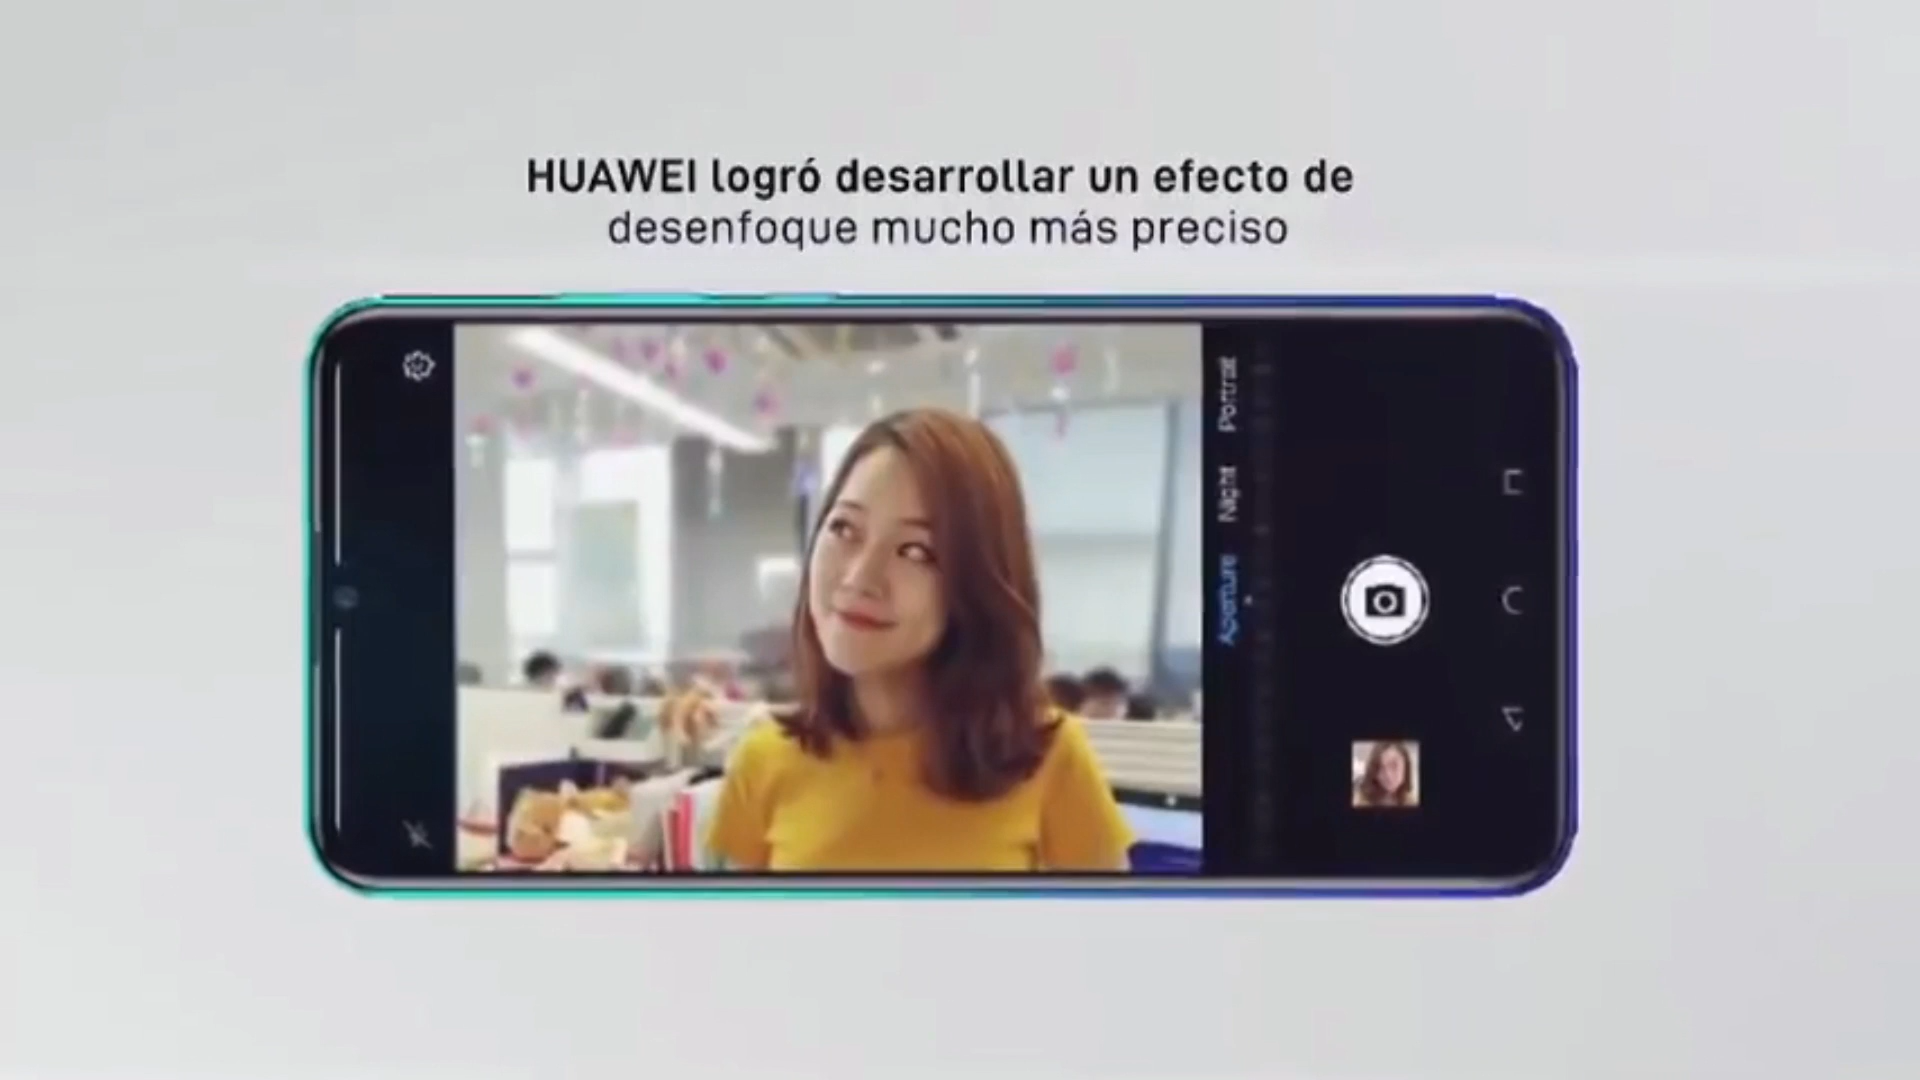 HUAWEI logró desarrollar un efecto de
desenfoque mucho más preciso
Portrait
Night
Aperture